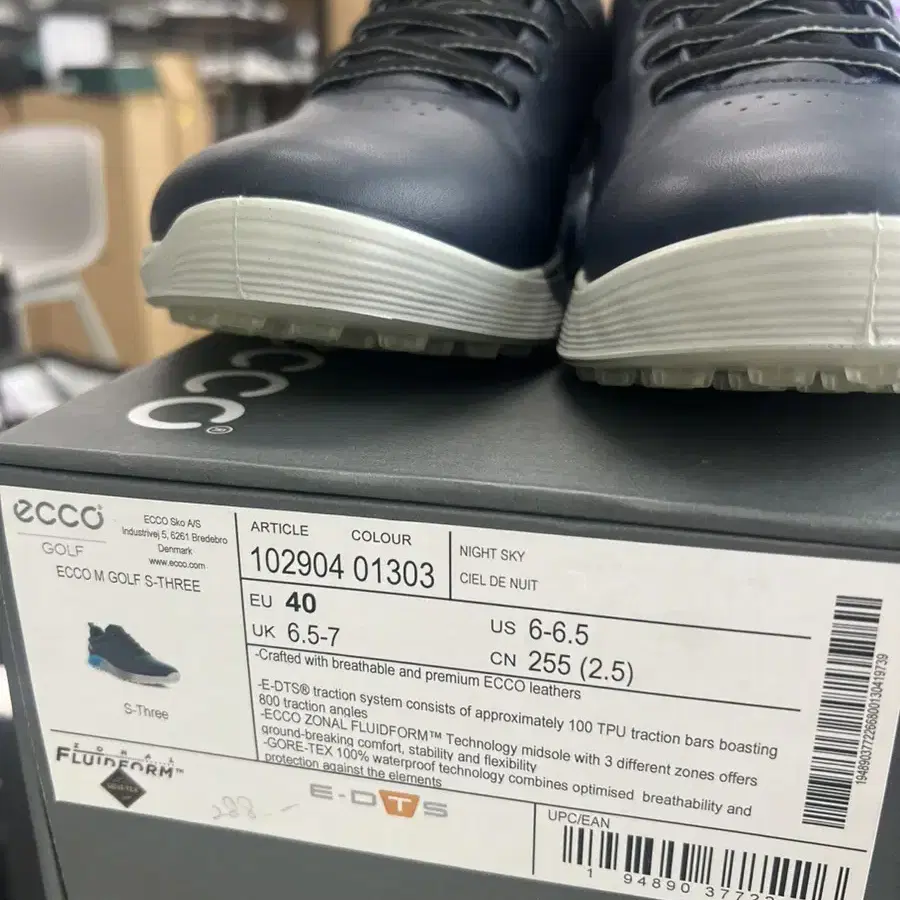 ecco®
ecco
GOLF
ECCO Sko A/S
Industrivej 5, 6261 Bredebro
Denmark
www.ecco.com
ECCO M GOLF S-THREE
S-Three
ZONAL
FLUIDFORM™
GORE-TEX
ARTICLE COLOUR
102904 01303
NIGHT SKY
CIEL DE NUIT
EU 40
UK 6.5-7
US 6-6.5
CN 255 (2.5)
-Crafted with breathable and premium ECCO leathers
-E-DTS® traction system consists of approximately 100 TPU traction bars boasting
800 traction angles
-ECCO ZONAL FLUIDFORM™ Technology midsole with 3 different zones offers
ground-breaking comfort, stability and flexibility
-GORE-TEX 100% waterproof technology combines optimised breathability and
protection against the elements
E-DTS
UPC/EAN
1 94890 3772